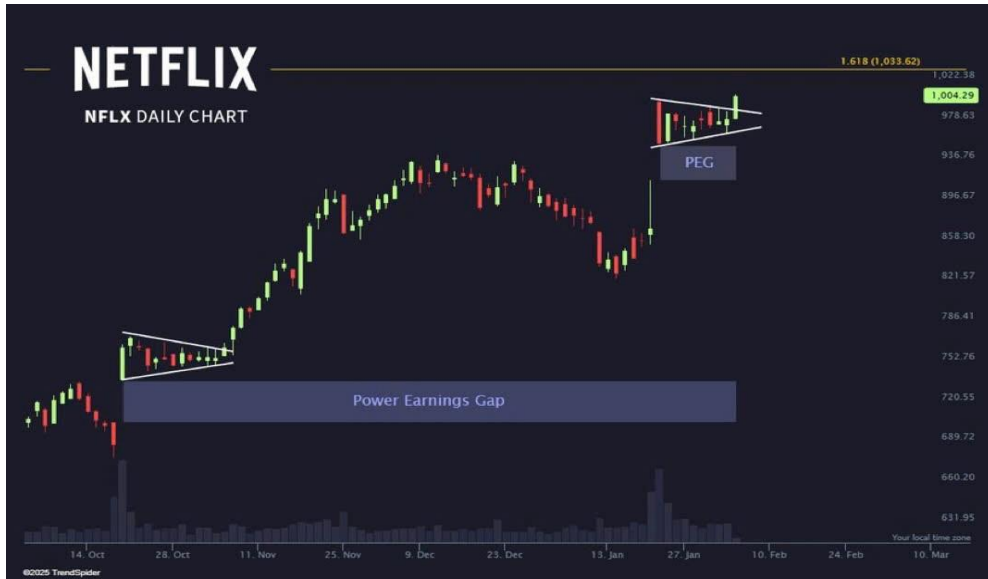 NETFLIX
NFLX DAILY CHART
1.618 (1,033.62)
1,022.38
1,004.29
978.63
936.76
896.67
858.30
821.57
786.41
752.76
720.55
689.72
660.20
631.95
PEG
Power Earnings Gap
Your local time zone
14. Oct 28. Oct 11. Nov 25. Nov 9. Dec 23. Dec 13. Jan 27. Jan 10. Feb 24. Feb 10. Mar
©2025 TrendSpider